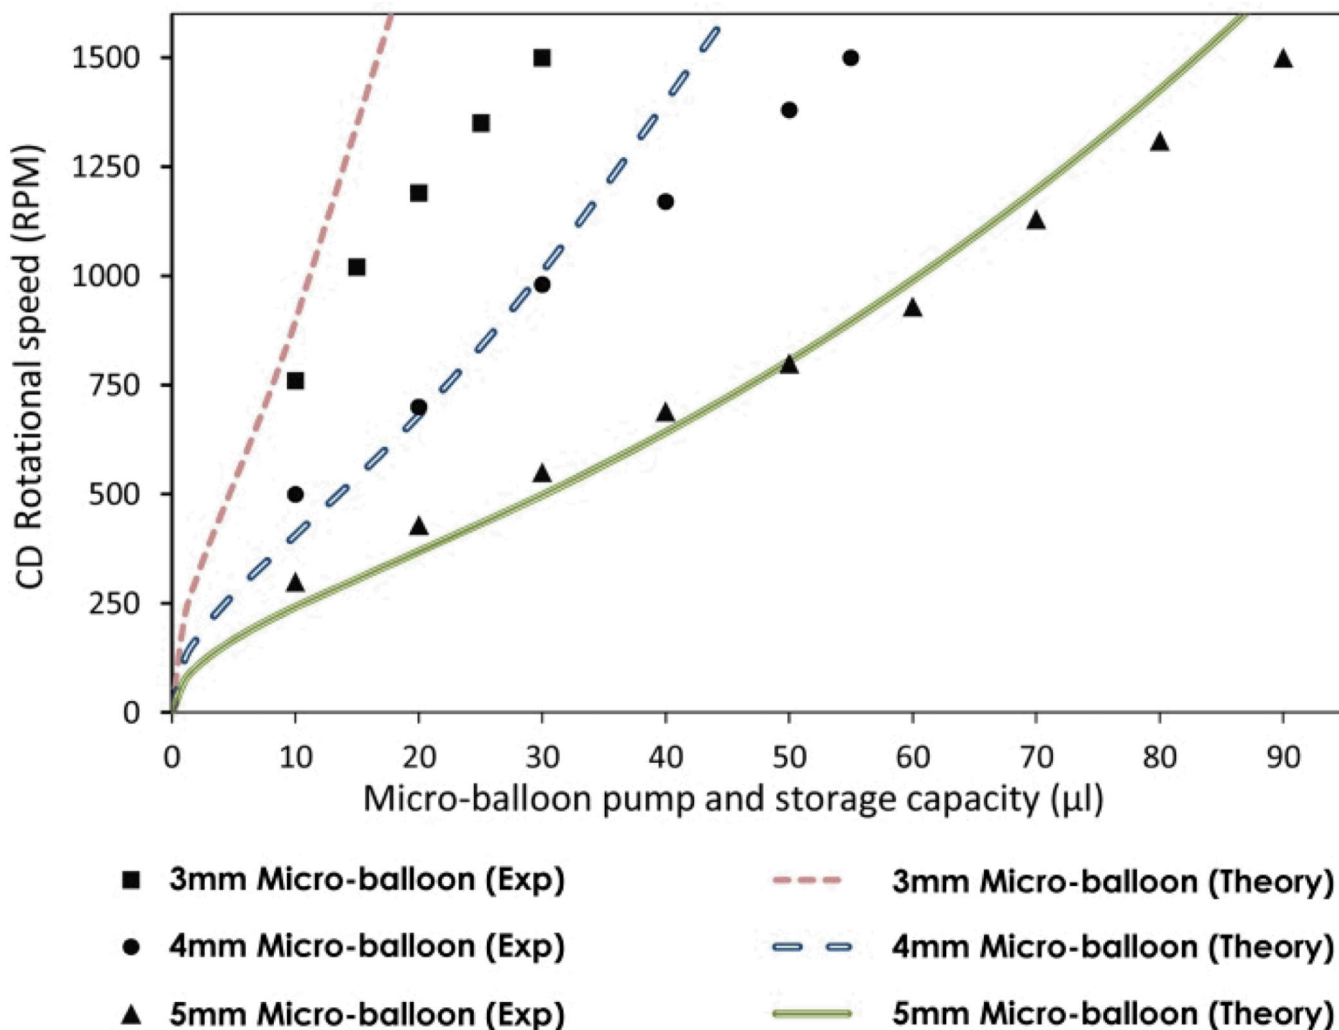 CD Rotational speed (RPM)
1500
1250
1000
750
500
250
0
0 10 20 30 40 50 60 70 80 90
Micro-balloon pump and storage capacity (µl)
3mm Micro-balloon (Exp) 3mm Micro-balloon (Theory)
4mm Micro-balloon (Exp) 4mm Micro-balloon (Theory)
5mm Micro-balloon (Exp) 5mm Micro-balloon (Theory)